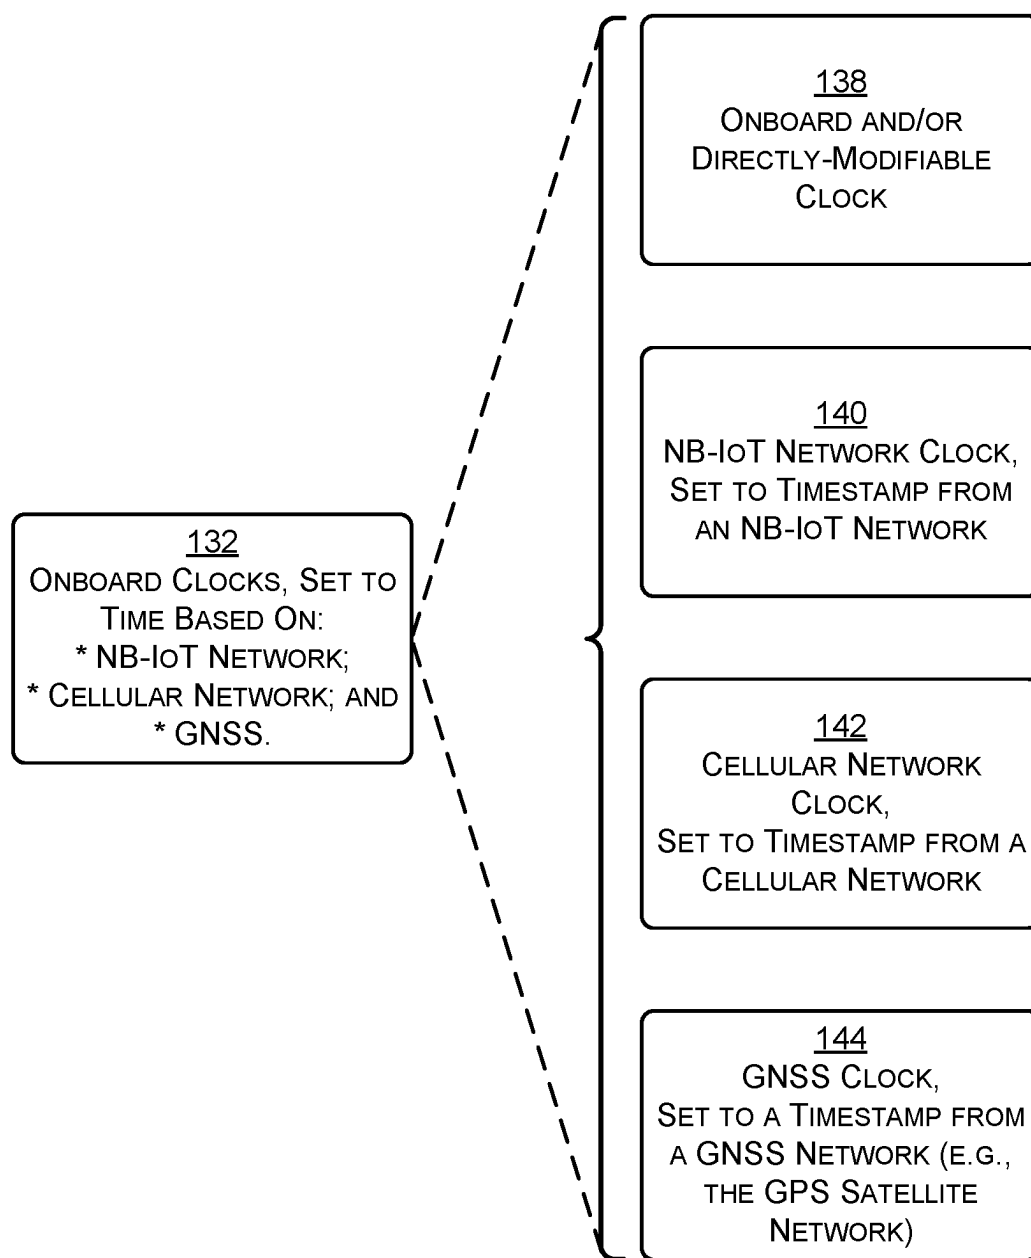 138
ONBOARD AND/OR
DIRECTLY-MODIFIABLE
CLOCK
140
NB-IOT NETWORK CLOCK,
SET TO TIMESTAMP FROM
AN NB-IOT NETWORK
132
ONBOARD CLOCKS, SET TO
TIME BASED ON:
* NB-IOT NETWORK;
* CELLULAR NETWORK; AND
* GNSS.
142
CELLULAR NETWORK
CLOCK,
SET TO TIMESTAMP FROM A
CELLULAR NETWORK
144
GNSS CLOCK,
SET TO A TIMESTAMP FROM
A GNSS NETWORK (E.G.,
THE GPS SATELLITE
NETWORK)